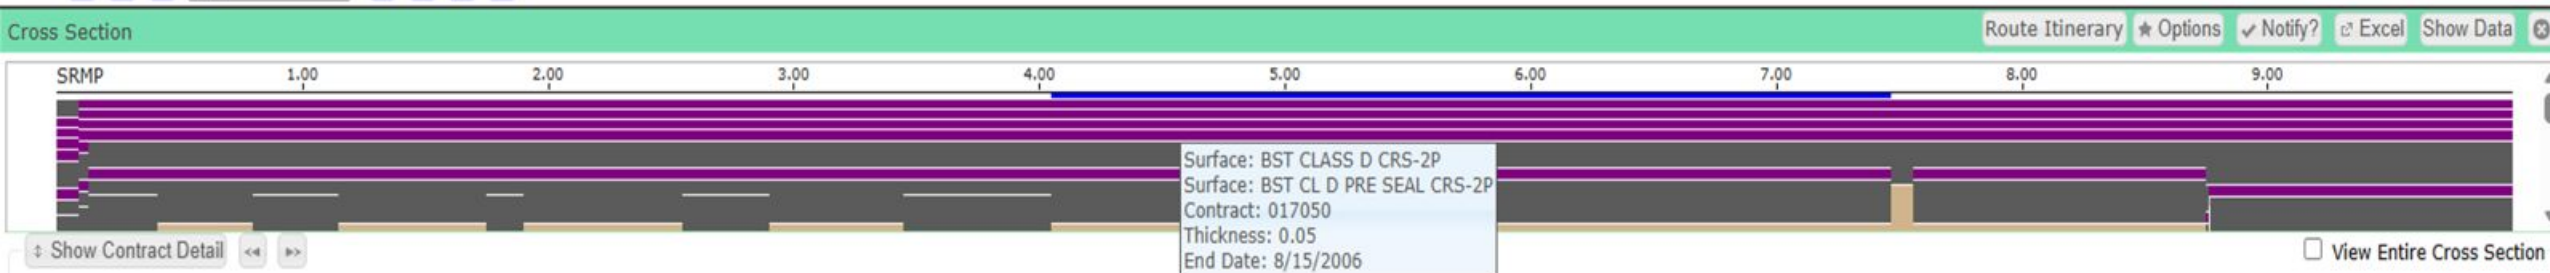 Cross Section Route Itinerary ★ Options ✓ Notify? Excel Show Data
SRMP 1.00 2.00 3.00 4.00 5.00 6.00 7.00 8.00 9.00
Surface: BST CLASS D CRS-2P
Surface: BST CL D PRE SEAL CRS-2P
Contract: 017050
Thickness: 0.05
End Date: 8/15/2006
Show Contract Detail
View Entire Cross Section